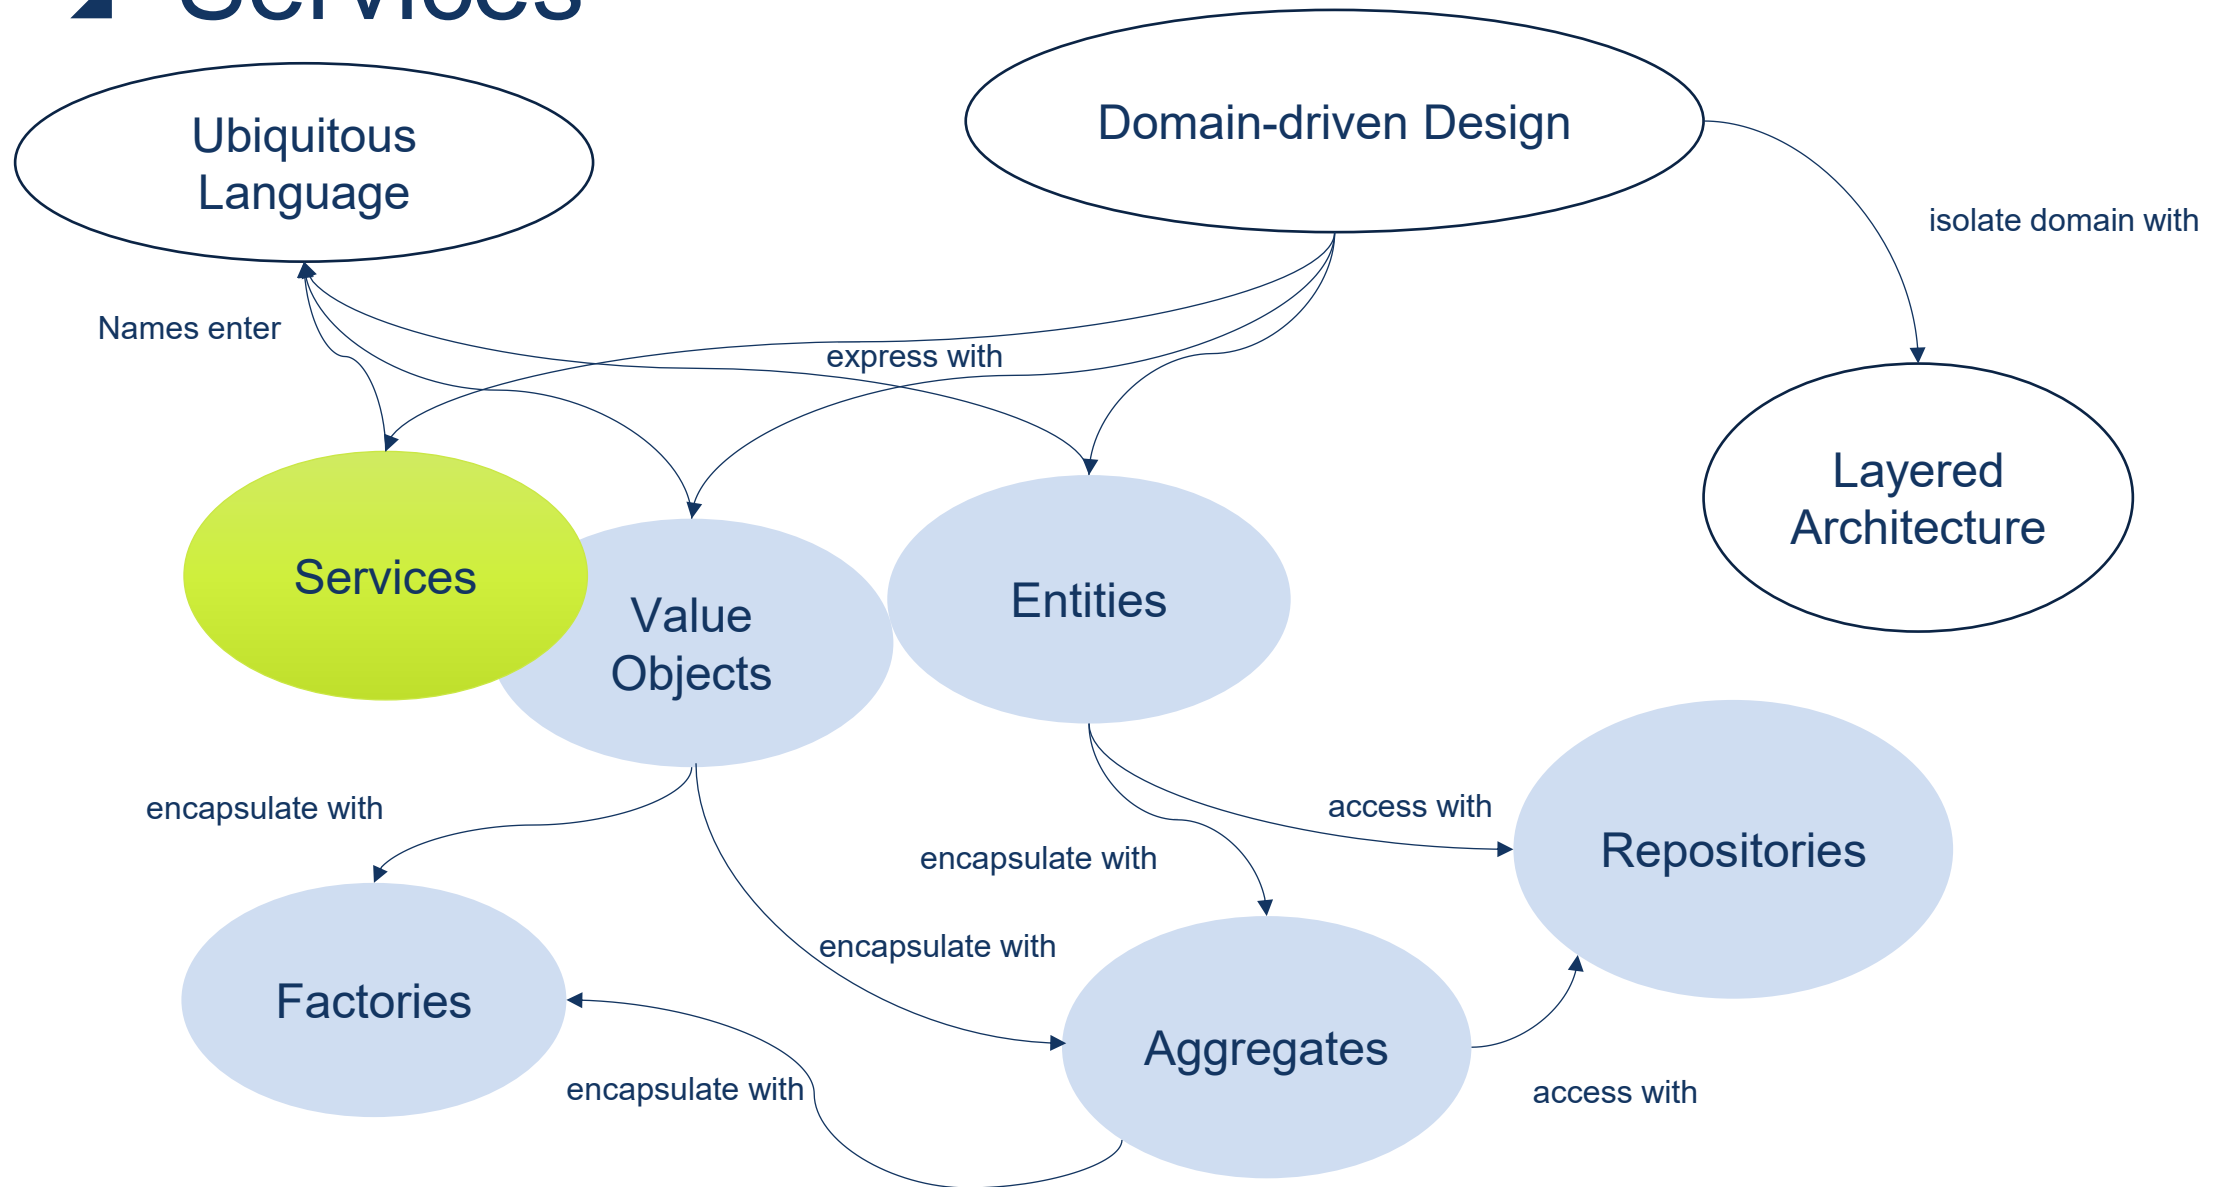 Services
Ubiquitous
Language
Domain-driven Design
isolate domain with
Names enter
express with
Layered
Architecture
Services
Value
Objects
Entities
encapsulate with
access with
encapsulate with
Repositories
encapsulate with
Factories
Aggregates
encapsulate with
access with